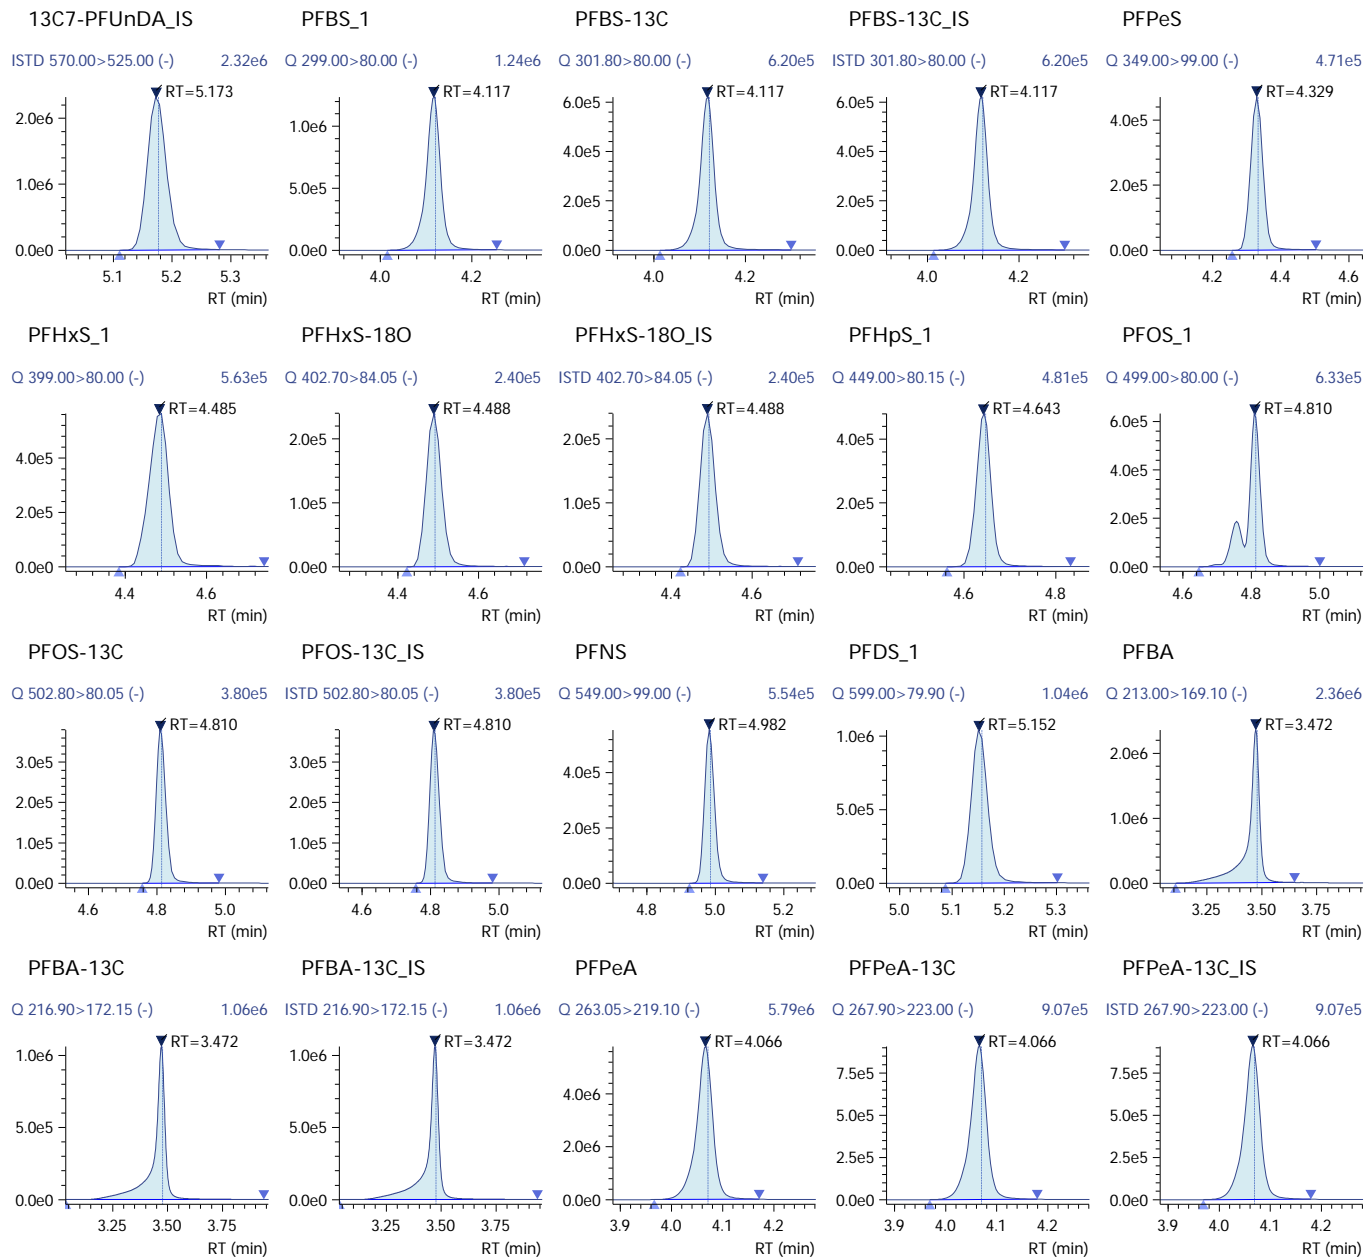 13C7-PFUnDA_IS
ISTD 570.00>525.00 (-) 2.32e6
RT=5.173
2.0e6
1.0e6
0.0e0
5.1 5.2 5.3
RT (min)
PFBS_1
Q 299.00>80.00 (-) 1.24e6
RT=4.117
1.0e6
5.0e5
0.0e0
4.0 4.2
RT (min)
PFBS-13C
Q 301.80>80.00 (-) 6.20e5
RT=4.117
6.0e5
4.0e5
2.0e5
0.0e0
4.0 4.2
RT (min)
PFBS-13C_IS
ISTD 301.80>80.00 (-) 6.20e5
RT=4.117
6.0e5
4.0e5
2.0e5
0.0e0
4.0 4.2
RT (min)
PFPeS
Q 349.00>99.00 (-) 4.71e5
RT=4.329
4.0e5
2.0e5
0.0e0
4.2 4.4 4.6
RT (min)
PFHxS_1
Q 399.00>80.00 (-) 5.63e5
RT=4.485
4.0e5
2.0e5
0.0e0
4.4 4.6
RT (min)
PFHxS-18O
Q 402.70>84.05 (-) 2.40e5
RT=4.488
2.0e5
1.0e5
0.0e0
4.4 4.6
RT (min)
PFHxS-18O_IS
ISTD 402.70>84.05 (-) 2.40e5
RT=4.488
2.0e5
1.0e5
0.0e0
4.4 4.6
RT (min)
PFHpS_1
Q 449.00>80.15 (-) 4.81e5
RT=4.643
4.0e5
2.0e5
0.0e0
4.6 4.8
RT (min)
PFOS_1
Q 499.00>80.00 (-) 6.33e5
RT=4.810
6.0e5
4.0e5
2.0e5
0.0e0
4.6 4.8 5.0
RT (min)
PFOS-13C
Q 502.80>80.05 (-) 3.80e5
RT=4.810
3.0e5
2.0e5
1.0e5
0.0e0
4.6 4.8 5.0
RT (min)
PFOS-13C_IS
ISTD 502.80>80.05 (-) 3.80e5
RT=4.810
3.0e5
2.0e5
1.0e5
0.0e0
4.6 4.8 5.0
RT (min)
PFNS
Q 549.00>99.00 (-) 5.54e5
RT=4.982
4.0e5
2.0e5
0.0e0
4.8 5.0 5.2
RT (min)
PFDS_1
Q 599.00>79.90 (-) 1.04e6
RT=5.152
1.0e6
5.0e5
0.0e0
5.0 5.1 5.2 5.3
RT (min)
PFBA
Q 213.00>169.10 (-) 2.36e6
RT=3.472
2.0e6
1.0e6
0.0e0
3.25 3.50 3.75
RT (min)
PFBA-13C
Q 216.90>172.15 (-) 1.06e6
RT=3.472
1.0e6
5.0e5
0.0e0
3.25 3.50 3.75
RT (min)
PFBA-13C_IS
ISTD 216.90>172.15 (-) 1.06e6
RT=3.472
1.0e6
5.0e5
0.0e0
3.25 3.50 3.75
RT (min)
PFPeA
Q 263.05>219.10 (-) 5.79e6
RT=4.066
4.0e6
2.0e6
0.0e0
3.9 4.0 4.1 4.2
RT (min)
PFPeA-13C
Q 267.90>223.00 (-) 9.07e5
RT=4.066
7.5e5
5.0e5
2.5e5
0.0e0
3.9 4.0 4.1 4.2
RT (min)
PFPeA-13C_IS
ISTD 267.90>223.00 (-) 9.07e5
RT=4.066
7.5e5
5.0e5
2.5e5
0.0e0
3.9 4.0 4.1 4.2
RT (min)